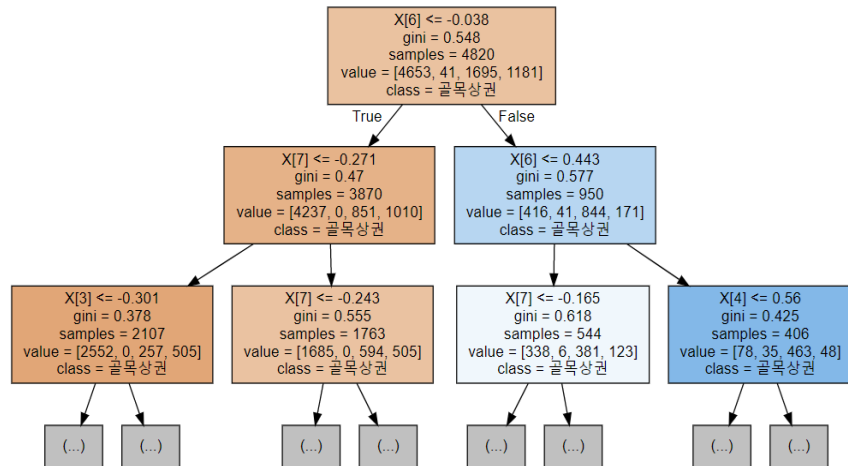 X[6] <= -0.038
gini = 0.548
samples = 4820
value = [4653, 41, 1695, 1181]
class = 골목상권
True
False
X[7] <= -0.271
gini = 0.47
samples = 3870
value = [4237, 0, 851, 1010]
class = 골목상권
X[6] <= 0.443
gini = 0.577
samples = 950
value = [416, 41, 844, 171]
class = 골목상권
X[3] <= -0.301
gini = 0.378
samples = 2107
value = [2552, 0, 257, 505]
class = 골목상권
X[7] <= -0.243
gini = 0.555
samples = 1763
value = [1685, 0, 594, 505]
class = 골목상권
X[7] <= -0.165
gini = 0.618
samples = 544
value = [338, 6, 381, 123]
class = 골목상권
X[4] <= 0.56
gini = 0.425
samples = 406
value = [78, 35, 463, 48]
class = 골목상권
(...)
(...)
(...)
(...)
(...)
(...)
(...)
(...)